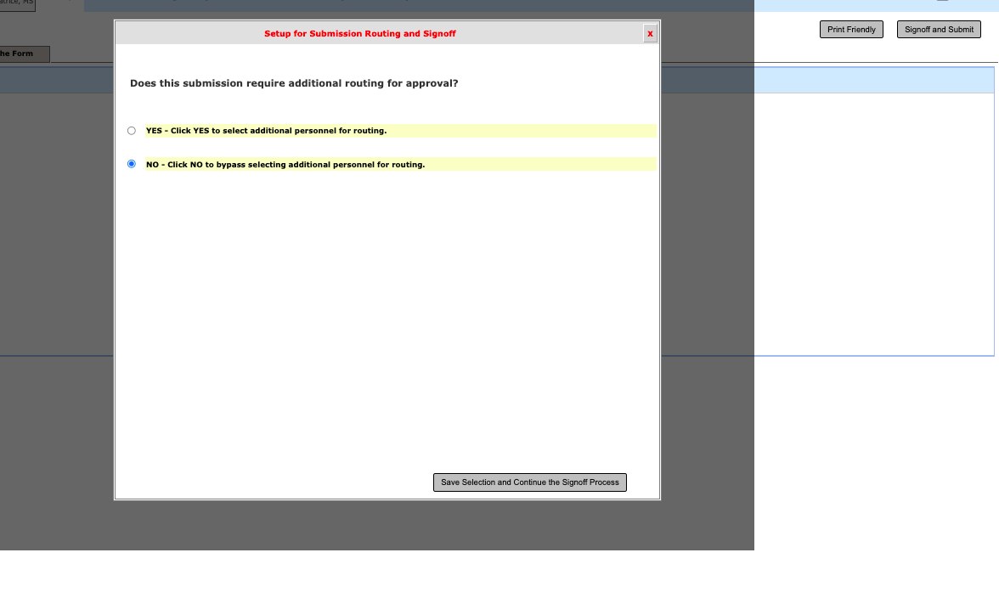 atrice, MS
Print Friendly
Signoff and Submit
Setup for Submission Routing and Signoff
x
he Form
Does this submission require additional routing for approval?
YES - Click YES to select additional personnel for routing.
NO - Click NO to bypass selecting additional personnel for routing.
Save Selection and Continue the Signoff Process